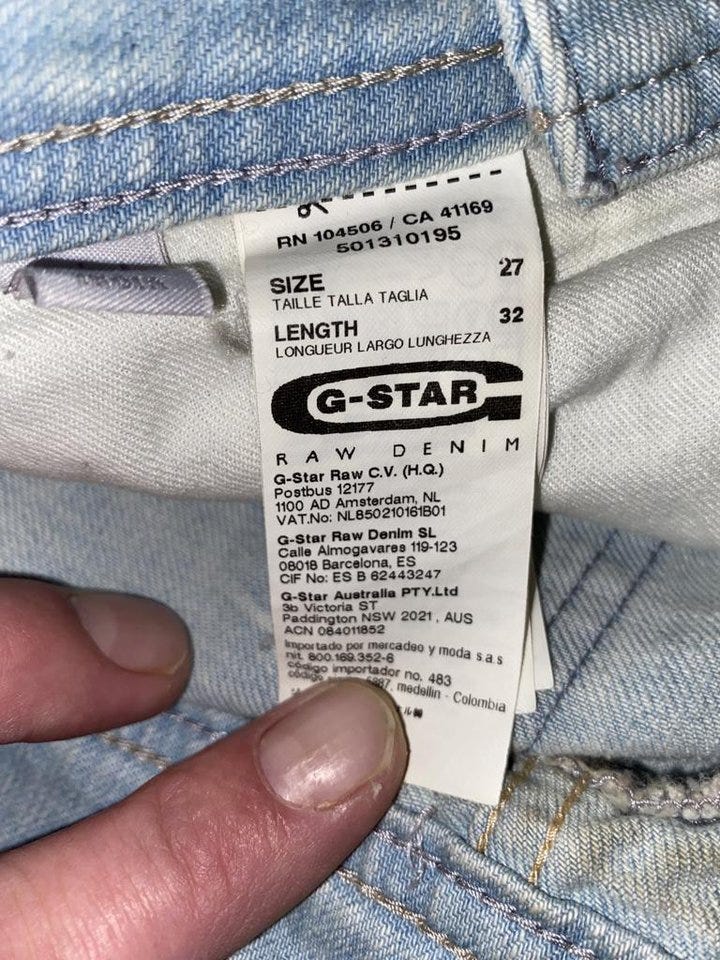 RN 104506 / CA 41169
501310195
SIZE 27
TAILLE TALLA TAGLIA
LENGTH 32
LONGUEUR LARGO LUNGHEZZA
G-STAR
RAW DENIM
G-Star Raw C.V. (H.Q.)
Postbus 12177
1100 AD Amsterdam, NL
VAT.No: NL850210161B01
G-Star Raw Denim SL
Calle Almogavares 119-123
08018 Barcelona, ES
CIF No: ES B 62443247
G-Star Australia PTY.Ltd
3b Victoria ST
Paddington NSW 2021, AUS
ACN 084011852
Importado por mercadeo y moda s.a.s
nit. 800.169.352-6
código importador no. 483
código medellin - Colombia